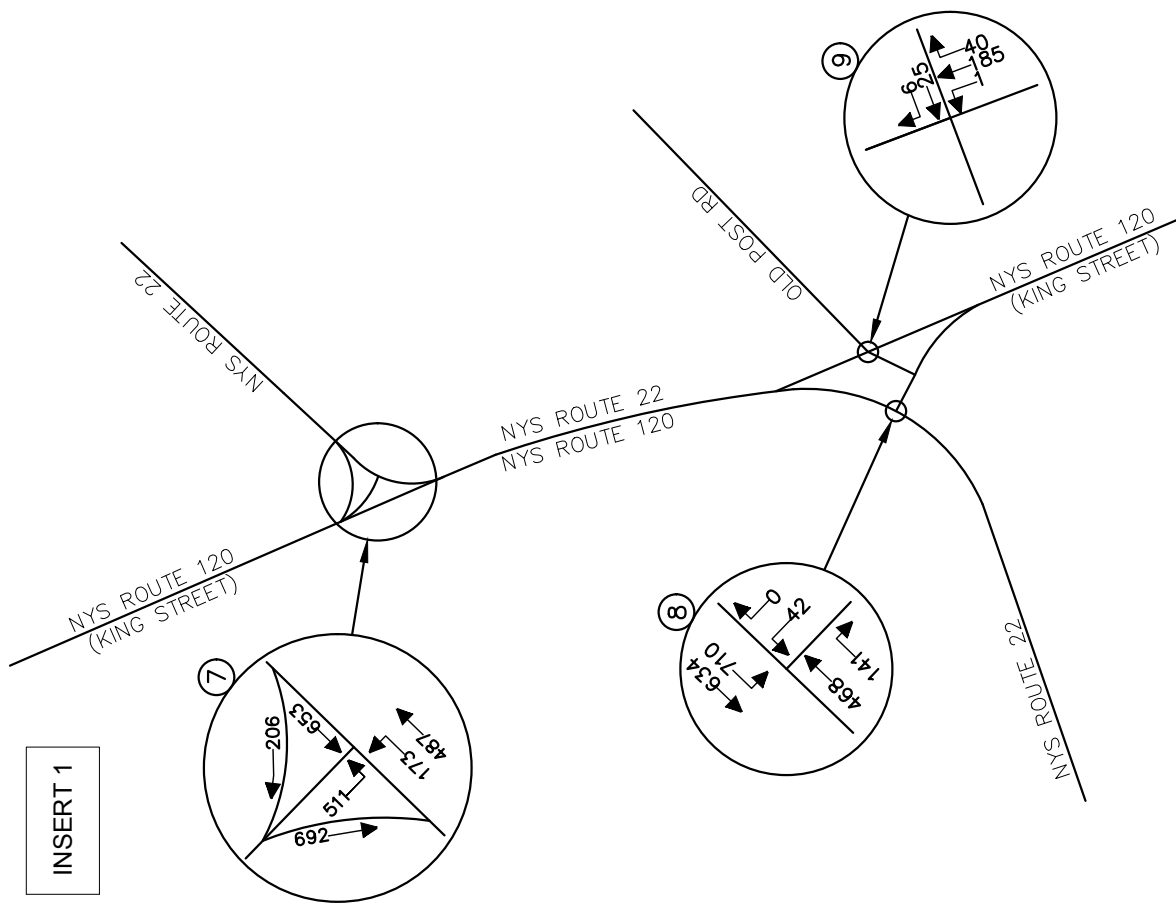 INSERT 1
NYS ROUTE 120
(KING STREET)
NYS ROUTE 22
7
206
653
511
692
173
487
NYS ROUTE 22
NYS ROUTE 120
OLD POST RD
9
6
25
40
185
1
NYS ROUTE 120
(KING STREET)
8
634
710
0
42
468
141
NYS ROUTE 22